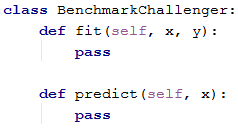 class BenchmarkChallenger:
    def fit(self, x, y):
        pass

    def predict(self, x):
        pass